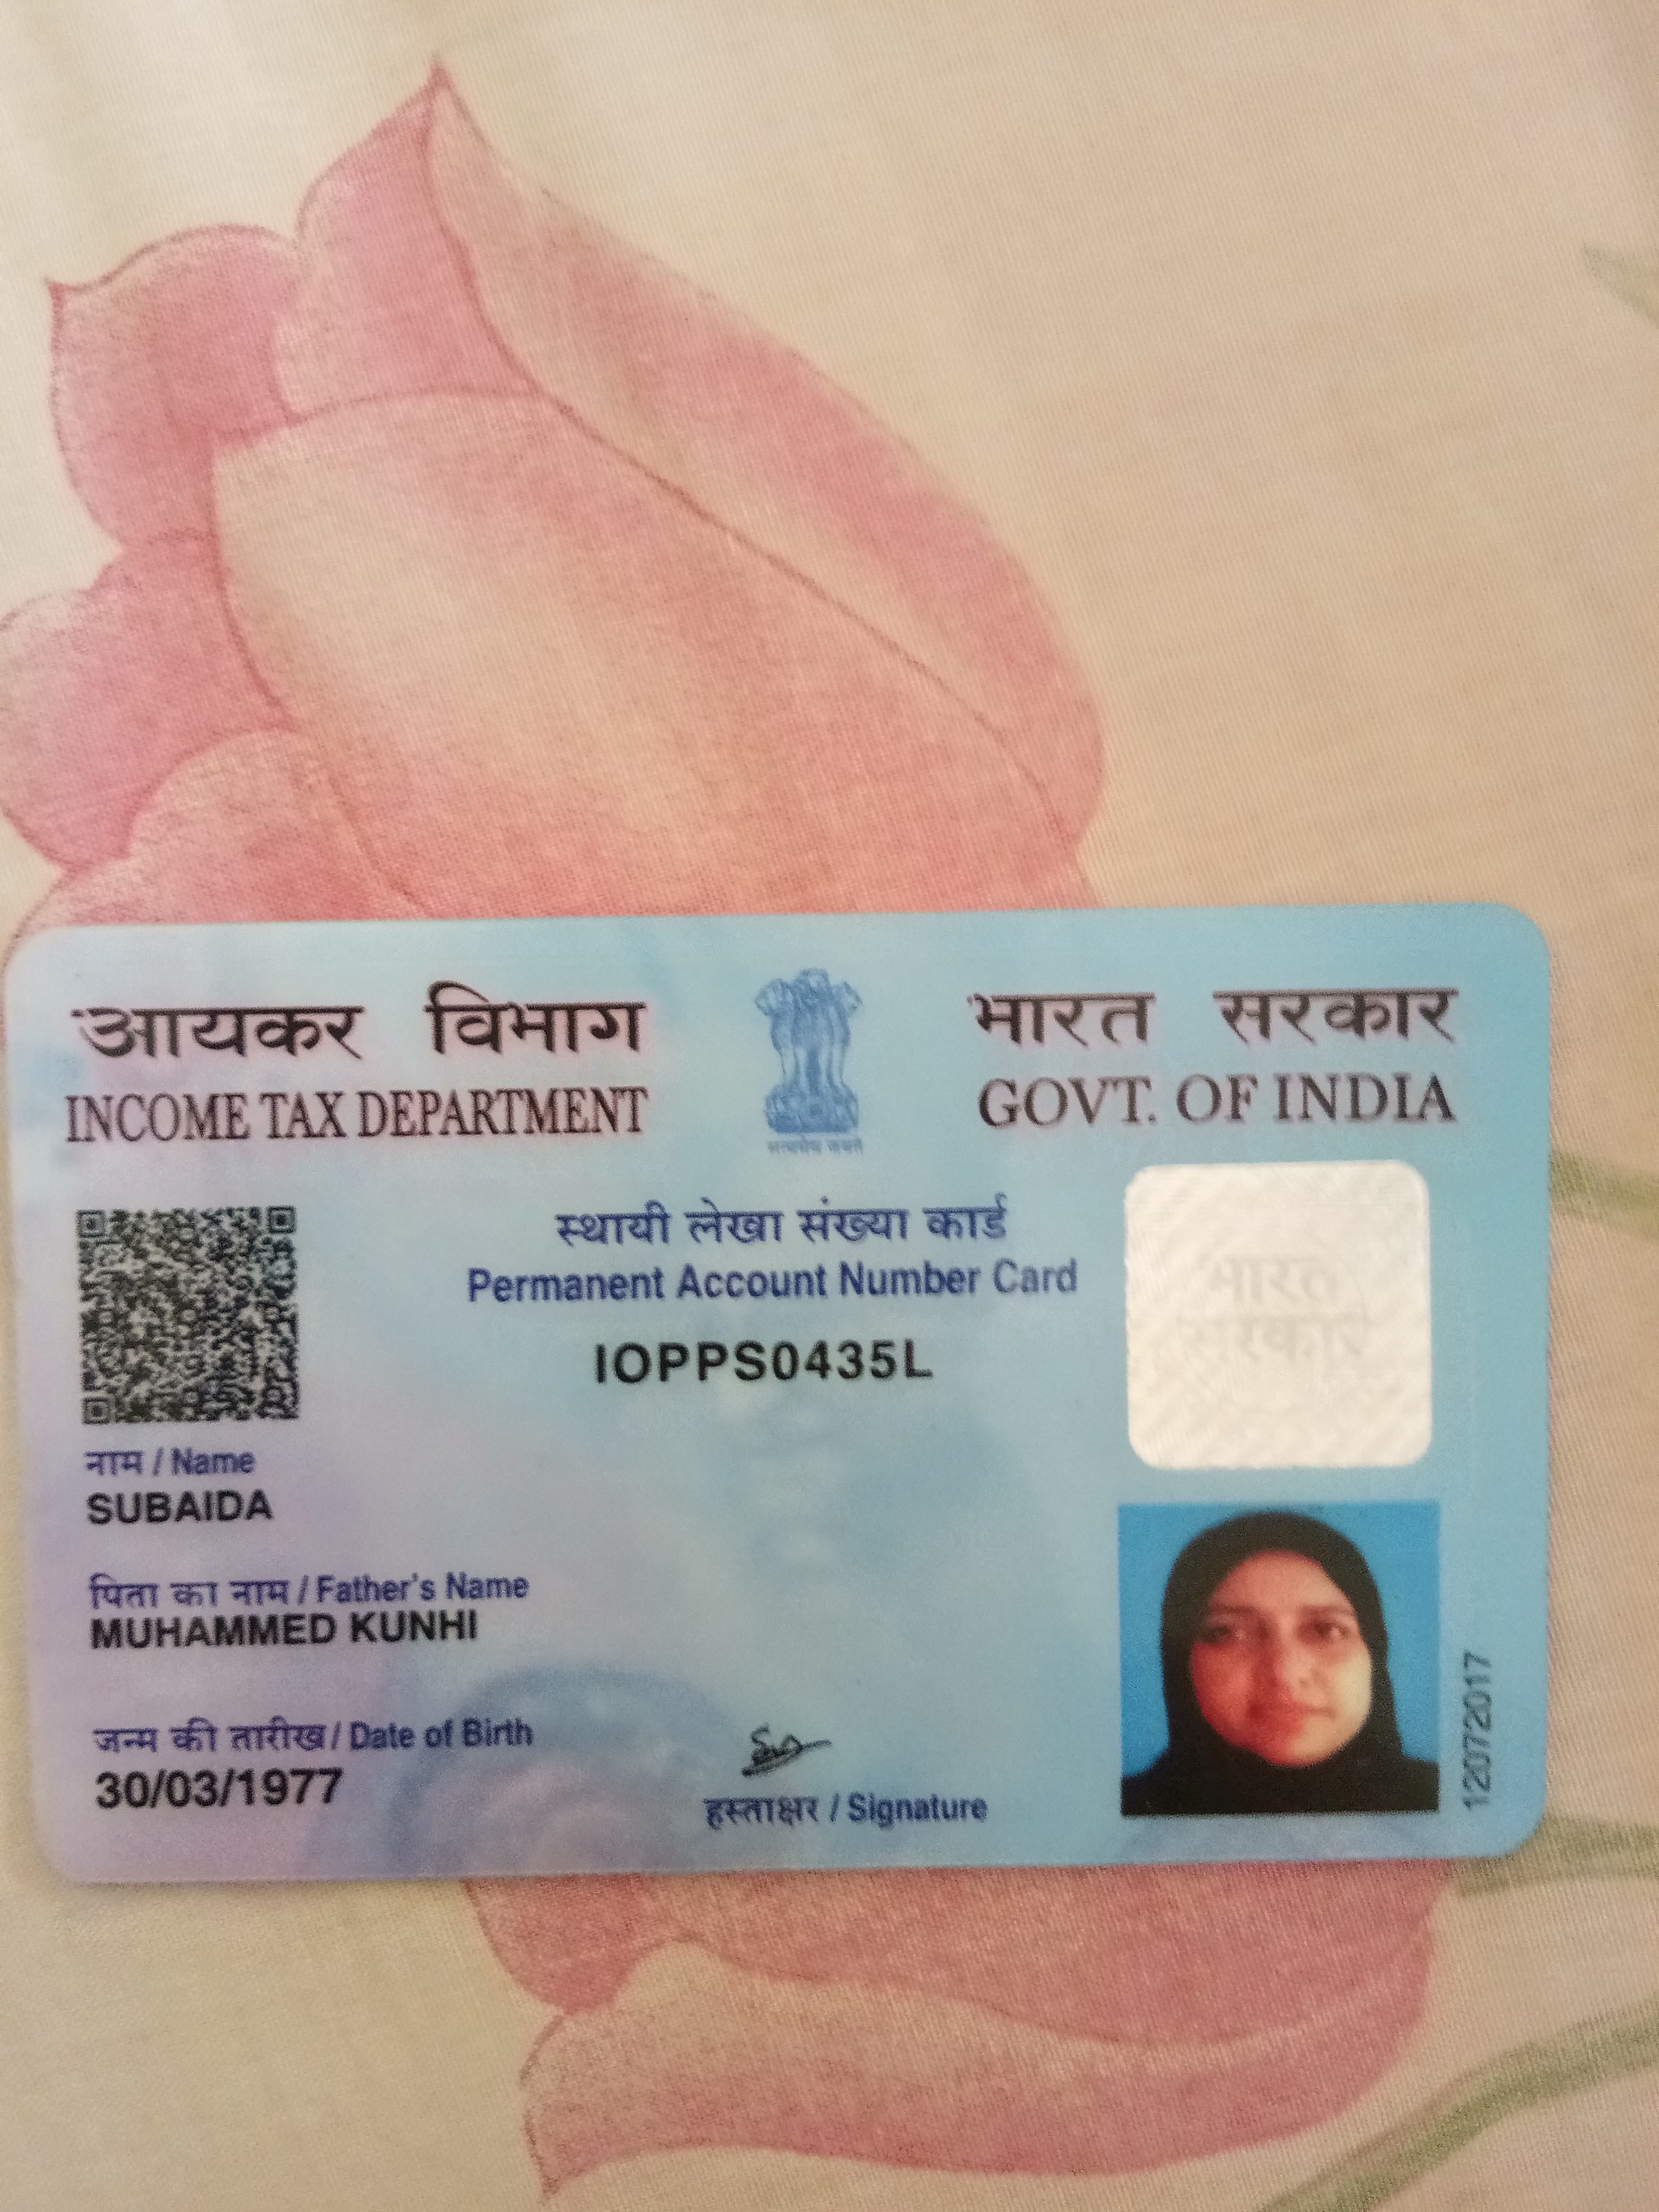 आयकर विभाग
INCOME TAX DEPARTMENT
सत्यमेव जयते
भारत सरकार
GOVT. OF INDIA
स्थायी लेखा संख्या कार्ड
Permanent Account Number Card
IOPPS0435L
भारत
सरकार
नाम / Name
SUBAIDA
पिता का नाम / Father's Name
MUHAMMED KUNHI
जन्म की तारीख / Date of Birth
30/03/1977
हस्ताक्षर / Signature
12072017